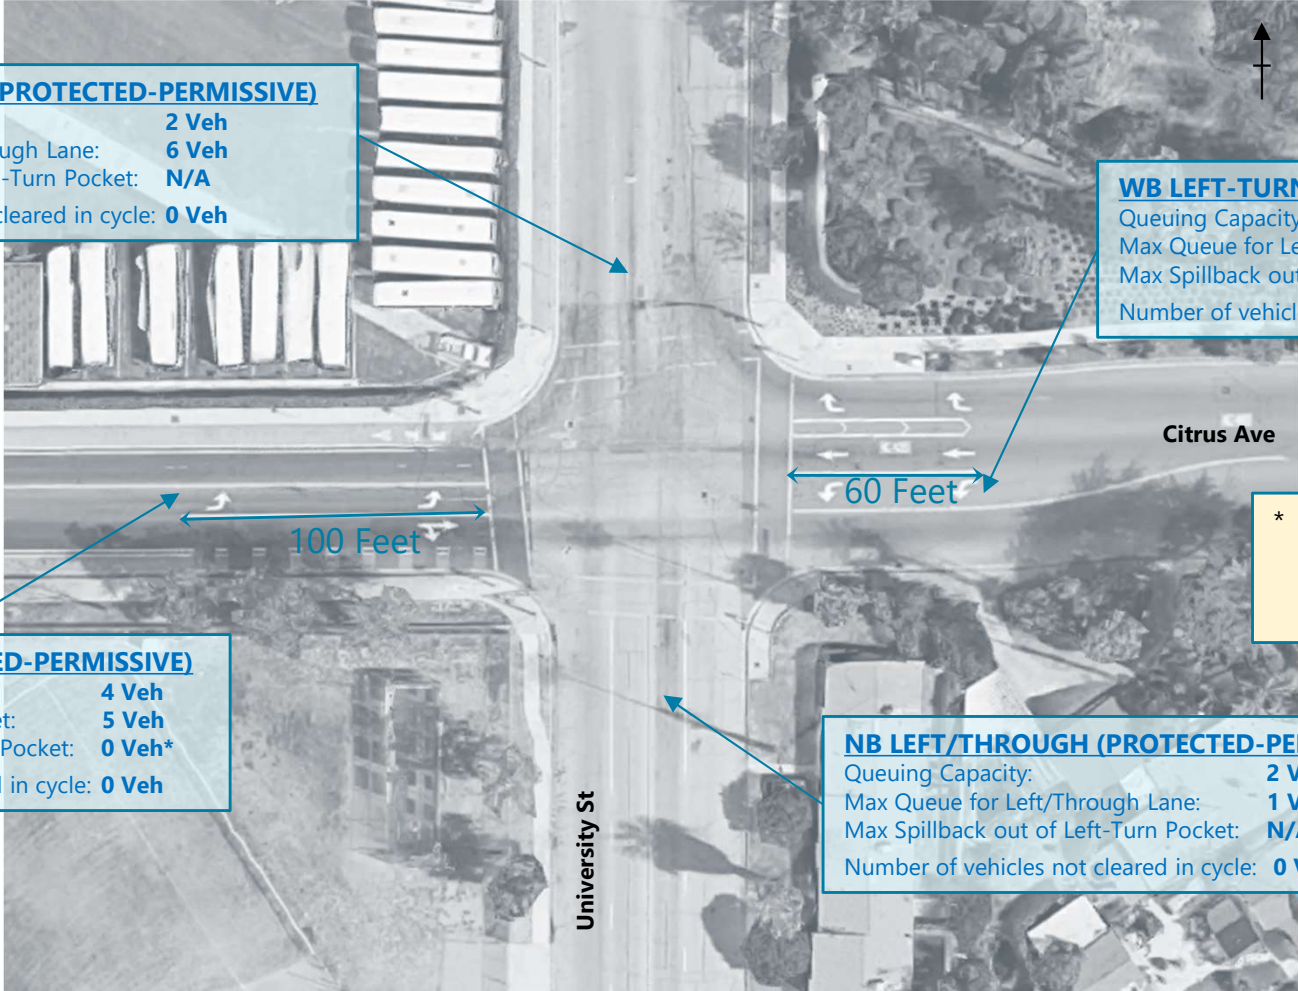 PROTECTED-PERMISSIVE)
2 Veh
ugh Lane: 6 Veh
-Turn Pocket: N/A
cleared in cycle: 0 Veh
WB LEFT-TURN
Queuing Capacity
Max Queue for Le
Max Spillback out
Number of vehicl
Citrus Ave
60 Feet
100 Feet
*
ED-PERMISSIVE)
4 Veh
et: 5 Veh
Pocket: 0 Veh*
in cycle: 0 Veh
NB LEFT/THROUGH (PROTECTED-PE
Queuing Capacity: 2 V
Max Queue for Left/Through Lane: 1 V
Max Spillback out of Left-Turn Pocket: N/
Number of vehicles not cleared in cycle: 0 V
University St